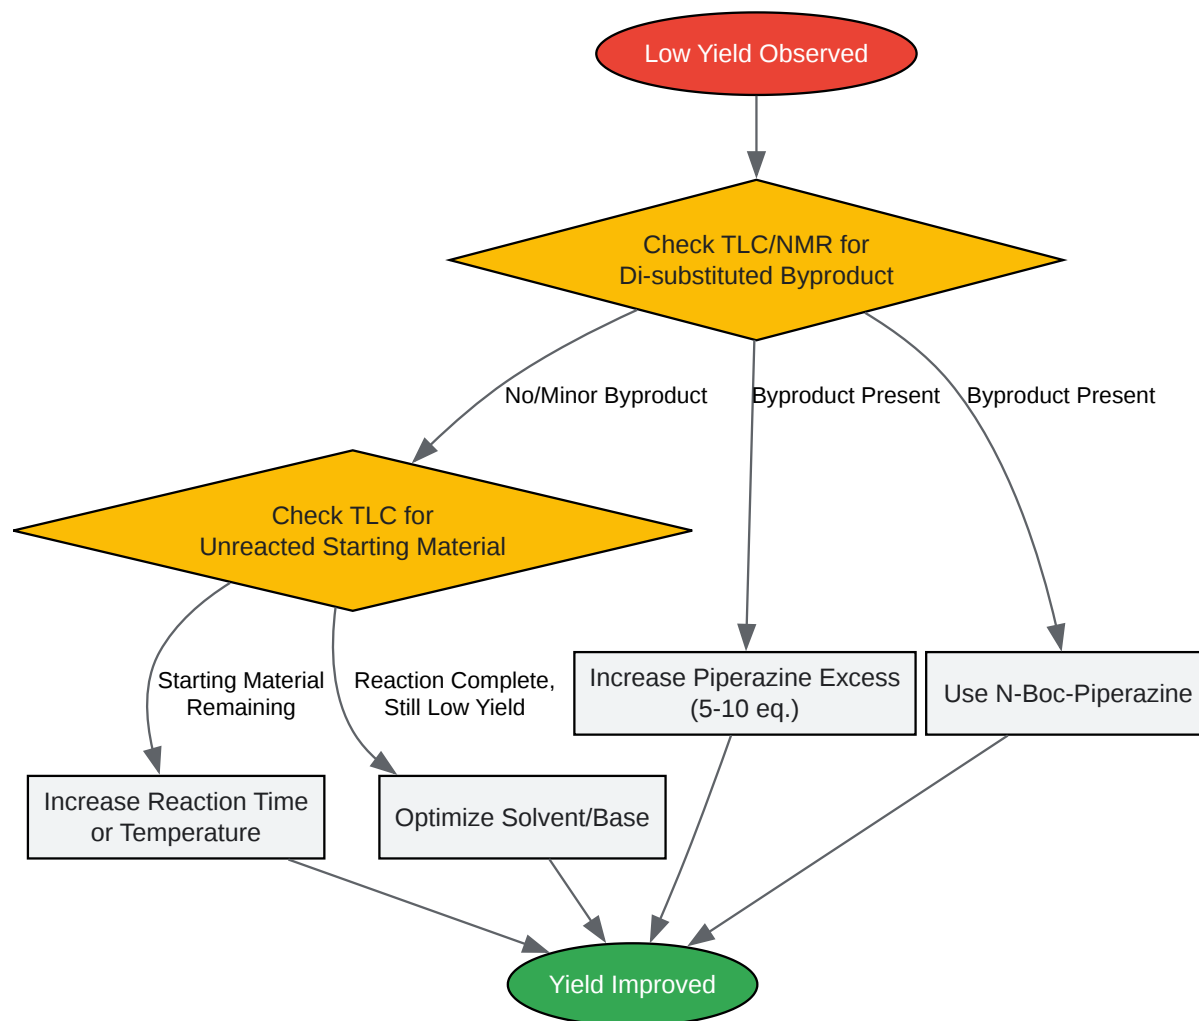 Low Yield Observed
Check TLC/NMR for
Di-substituted Byproduct
No/Minor Byproduct
Byproduct Present
Byproduct Present
Check TLC for
Unreacted Starting Material
Starting Material
Remaining
Reaction Complete,
Still Low Yield
Increase Piperazine Excess
(5-10 eq.)
Use N-Boc-Piperazine
Increase Reaction Time
or Temperature
Optimize Solvent/Base
Yield Improved